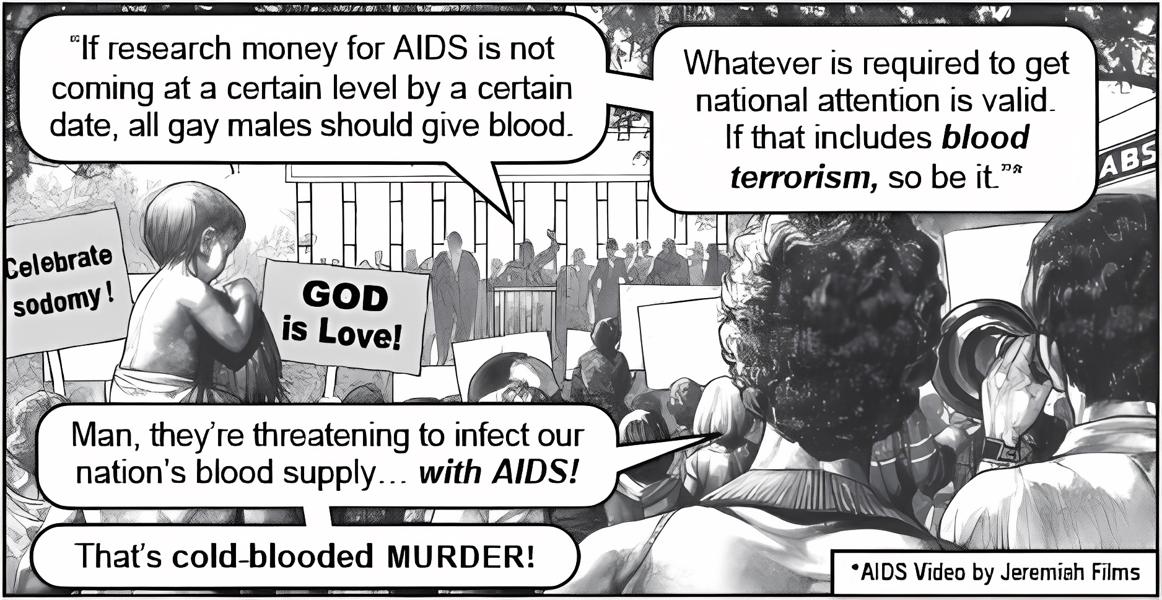 "If research money for AIDS is not
coming at a certain level by a certain
date, all gay males should give blood.
Whatever is required to get
national attention is valid.
If that includes blood
terrorism, so be it."*
ABS
Celebrate
sodomy!
GOD
is Love!
Man, they're threatening to infect our
nation's blood supply... with AIDS!
That's cold-blooded MURDER!
*AIDS Video by Jeremiah Films